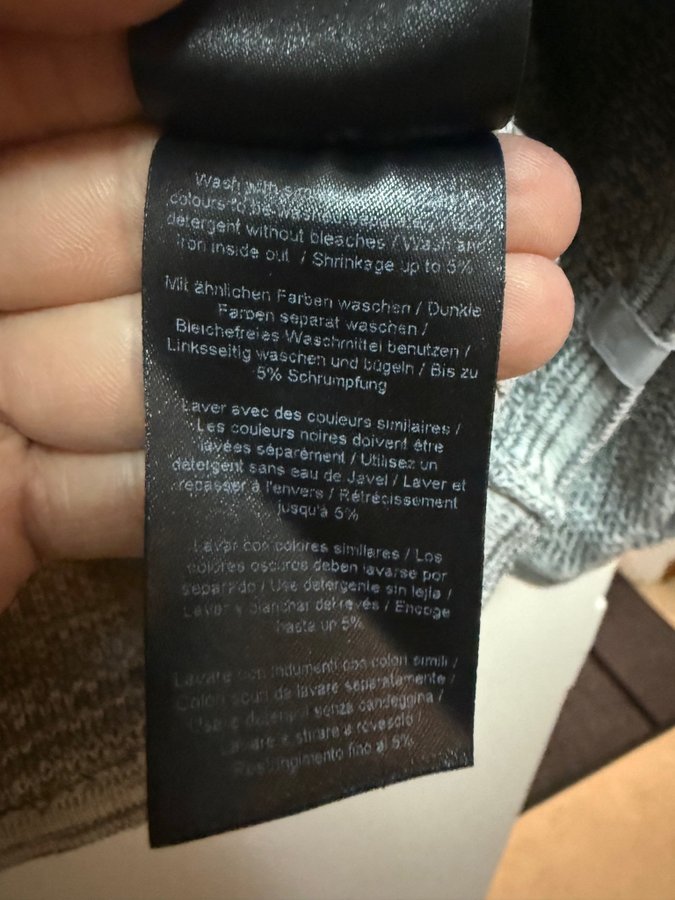 Wash with
colours to be washed
detergent without bleaches / Wash and
iron inside out / Shrinkage up to 5%
Mit ähnlichen Farben waschen / Dunkle
Farben separat waschen /
Bleichefreies Waschmittel benutzen /
Linksseitig waschen und bügeln / Bis zu
5% Schrumpfung
Laver avec des couleurs similaires /
Les couleurs noires doivent être
lavées séparément / Utilisez un
détergent sans eau de Javel / Laver et
repasser à l'envers / Rétrécissement
jusqu'à 5%
Lavar con colores similares / Los
colores oscuros deben lavarse por
separado / Use detergente sin lejía /
Lavar y planchar del revés / Encoge
hasta un 5%
Lavare con indumenti con colori simili /
Colori scuri da lavare separatamente /
Usare detergenti senza candeggina /
Lavare e stirare a rovescio /
Restringimento fino al 5%